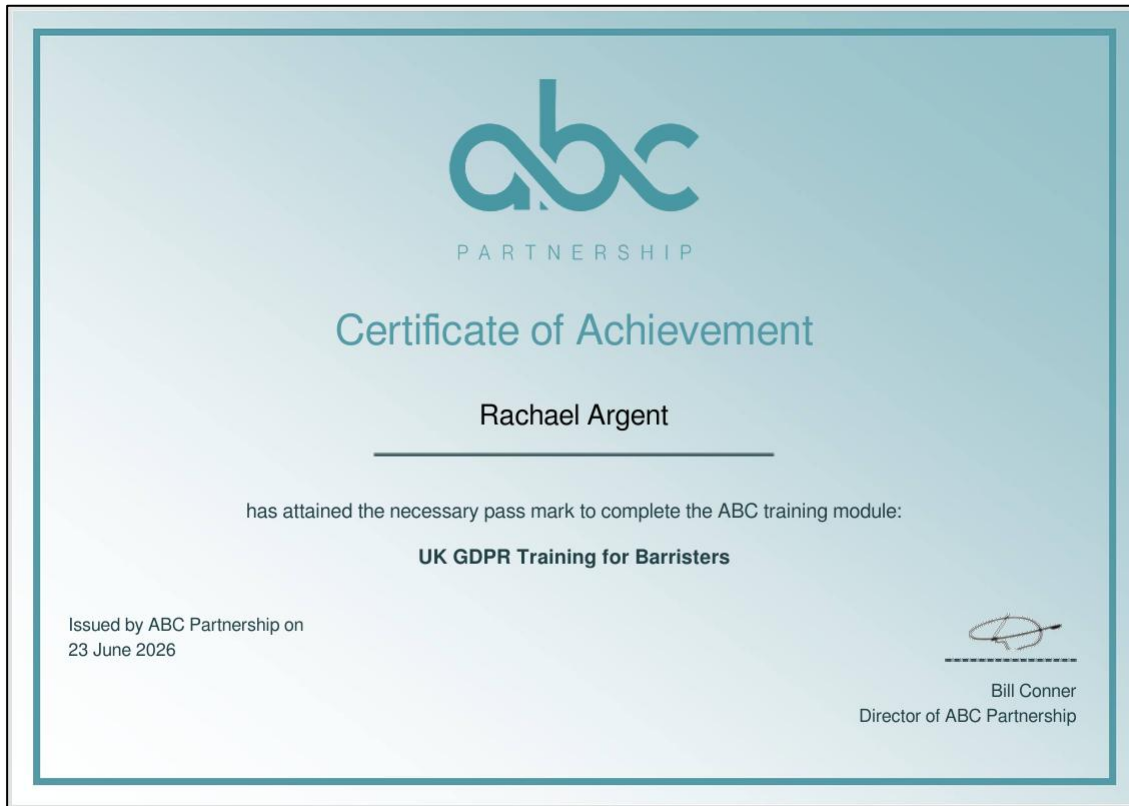 abc
PARTNERSHIP
Certificate of Achievement
Rachael Argent
has attained the necessary pass mark to complete the ABC training module:
UK GDPR Training for Barristers
Issued by ABC Partnership on
23 June 2026
Bill Conner
Director of ABC Partnership